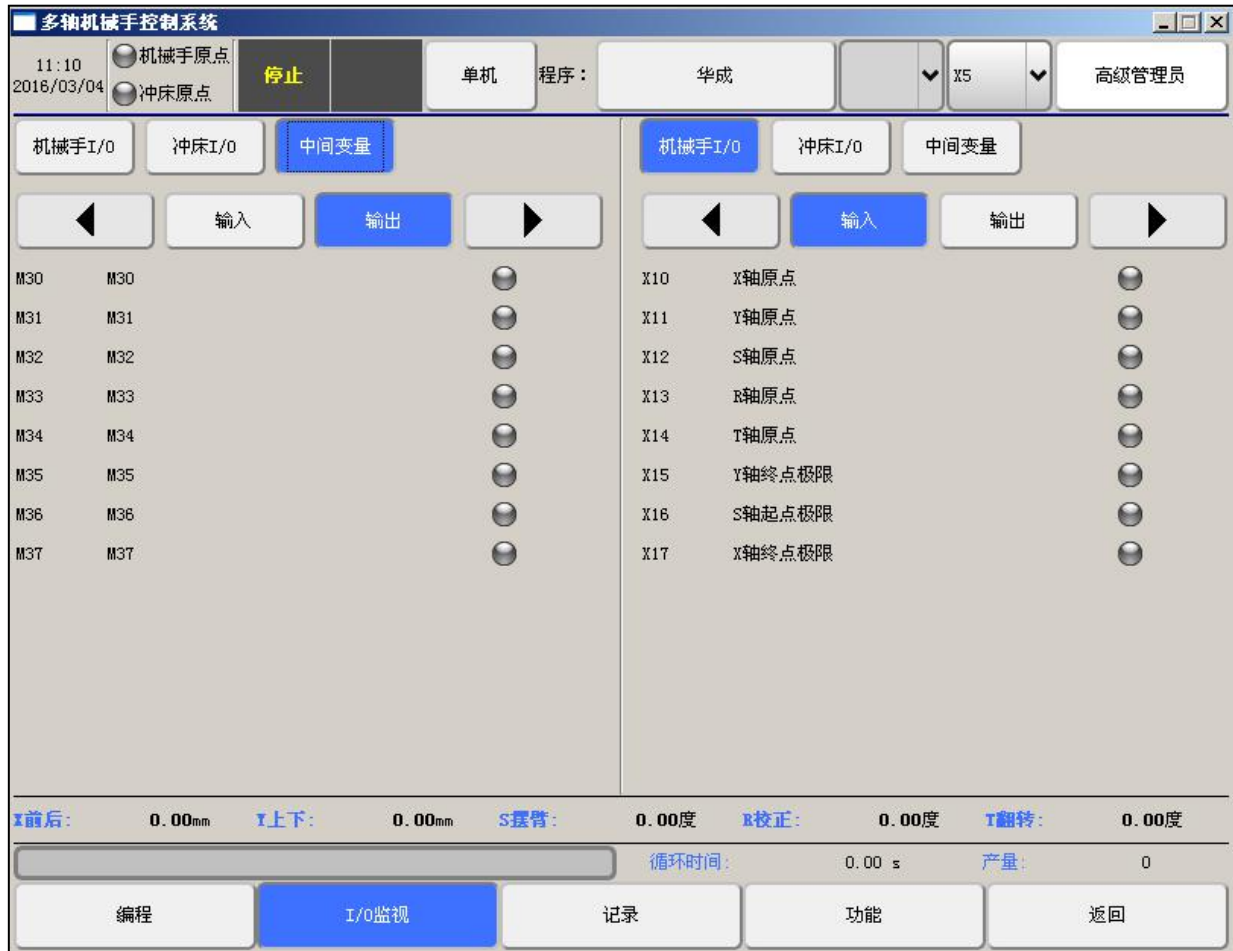 多轴机械手控制系统
11:10
2016/03/04
机械手原点
冲床原点
停止
单机
程序：
华成
X5
高级管理员
机械手I/O 冲床I/O 中间变量
输入 输出
M30 M30
M31 M31
M32 M32
M33 M33
M34 M34
M35 M35
M36 M36
M37 M37
机械手I/O 冲床I/O 中间变量
输入 输出
X10 X轴原点
X11 Y轴原点
X12 S轴原点
X13 R轴原点
X14 T轴原点
X15 Y轴终点极限
X16 S轴起点极限
X17 X轴终点极限
X前后: 0.00mm Y上下: 0.00mm S摆臂: 0.00度 R校正: 0.00度 T翻转: 0.00度
循环时间: 0.00 s 产量: 0
编程 I/O监视 记录 功能 返回